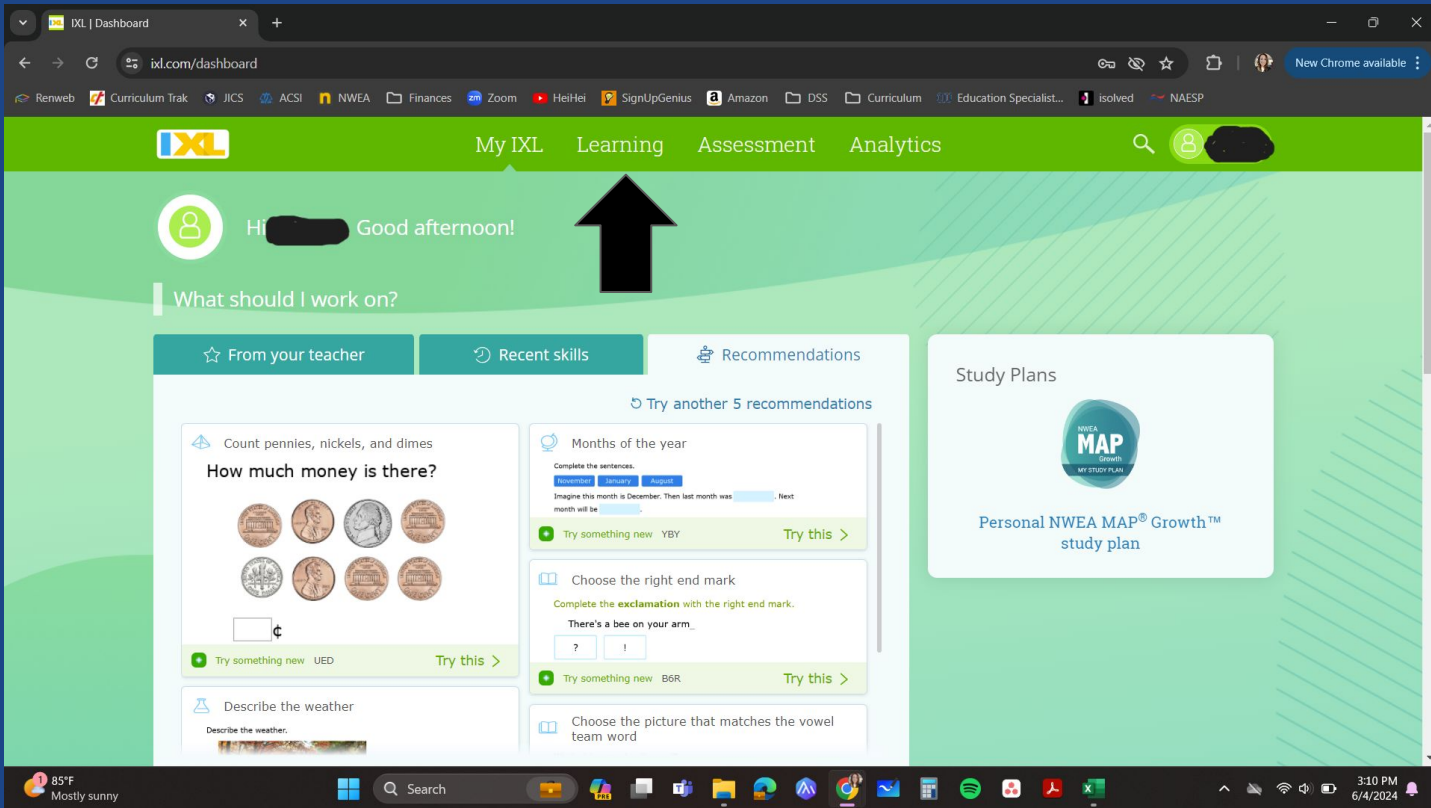 IXL | Dashboard
ixl.com/dashboard
New Chrome available
Renweb Curriculum Trak JICS ACSI NWEA Finances Zoom HeiHei SignUpGenius Amazon DSS Curriculum Education Specialist... isolved NAESP
IXL My IXL Learning Assessment Analytics
Hi Good afternoon!
What should I work on?
From your teacher Recent skills Recommendations
Try another 5 recommendations
Count pennies, nickels, and dimes
How much money is there?
¢
Try something new UED Try this >
Describe the weather
Describe the weather.
Months of the year
Complete the sentences.
November January August
Imagine this month is December. Then last month was . Next
month will be .
Try something new YBY Try this >
Choose the right end mark
Complete the exclamation with the right end mark.
There's a bee on your arm_
? !
Try something new B6R Try this >
Choose the picture that matches the vowel
team word
Study Plans
NWEA
MAP
Growth
MY STUDY PLAN
Personal NWEA MAP® Growth™
study plan
1
85°F
Mostly sunny
Search
PRE
3:10 PM
6/4/2024